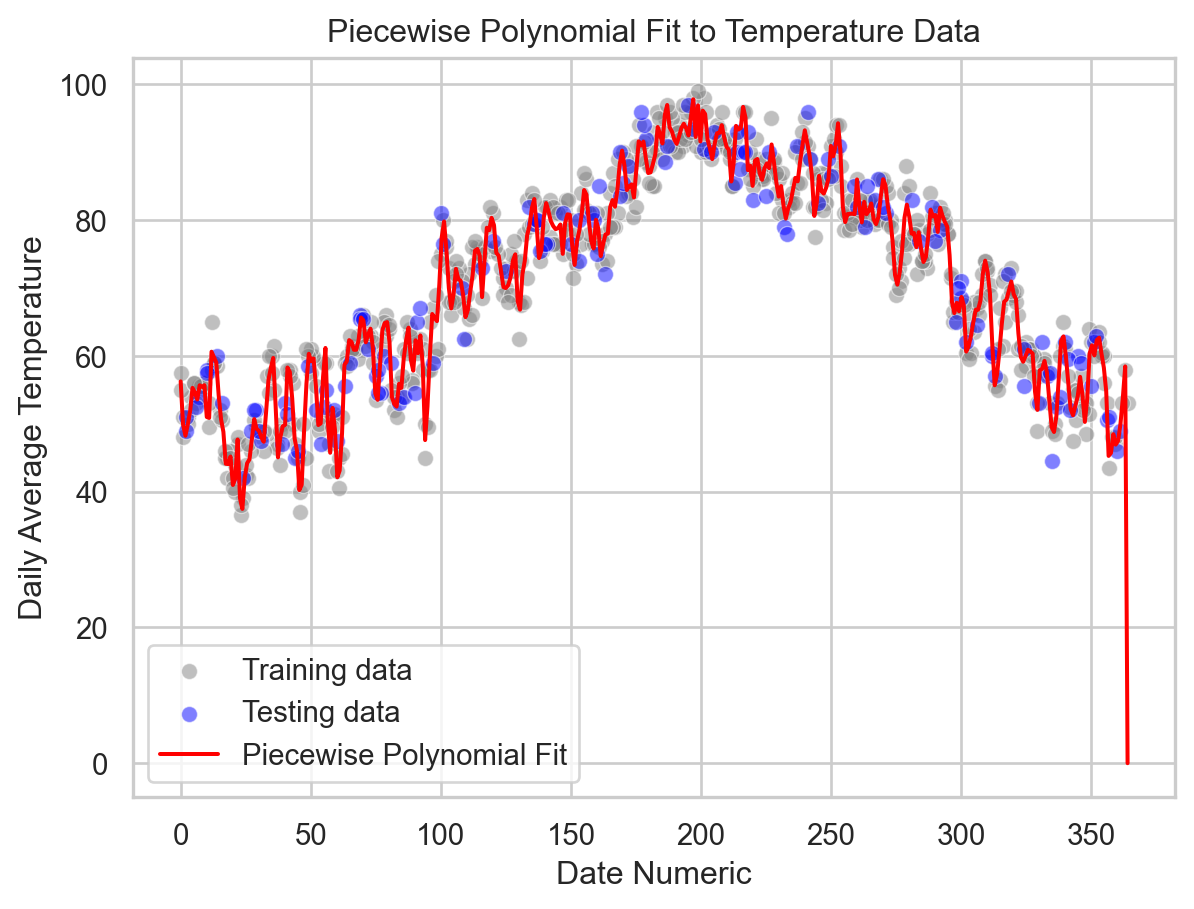 Piecewise Polynomial Fit to Temperature Data
100
80
60
40
20
0
Daily Average Temperature
Training data
Testing data
Piecewise Polynomial Fit
0 50 100 150 200 250 300 350
Date Numeric